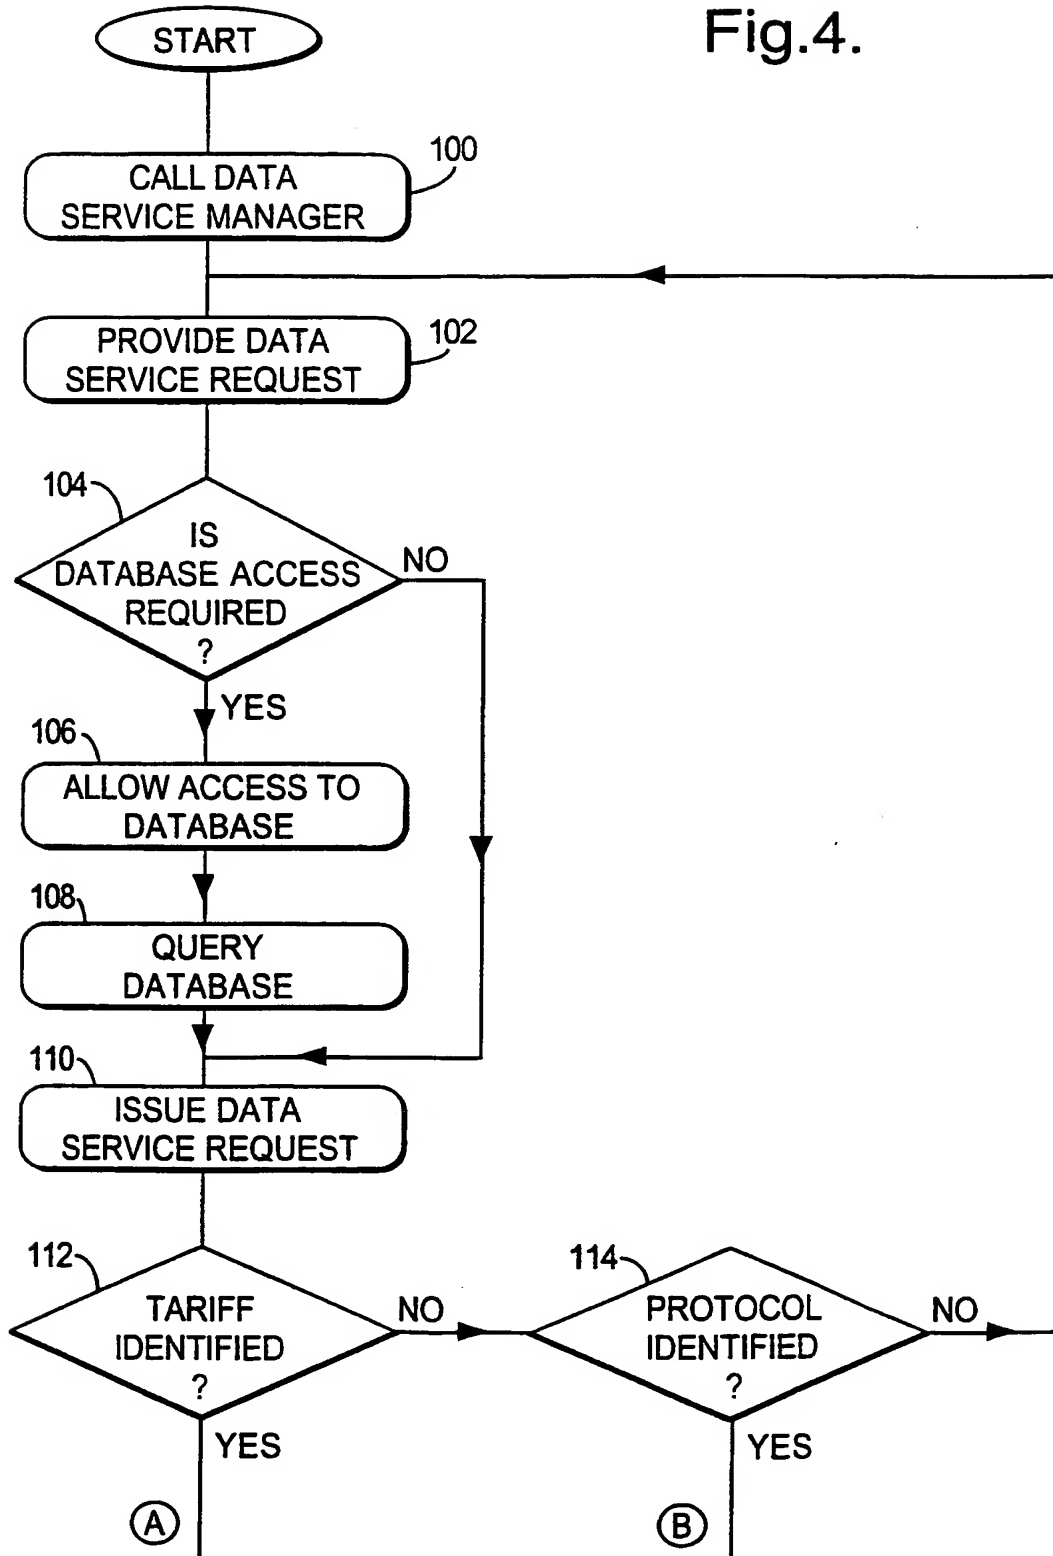 Fig.4.
START
CALL DATA
SERVICE MANAGER
100
PROVIDE DATA
SERVICE REQUEST
102
104
IS
DATABASE ACCESS
REQUIRED
?
NO
YES
106
ALLOW ACCESS TO
DATABASE
108
QUERY
DATABASE
110
ISSUE DATA
SERVICE REQUEST
112
TARIFF
IDENTIFIED
?
NO
YES
114
PROTOCOL
IDENTIFIED
?
NO
YES
A
B